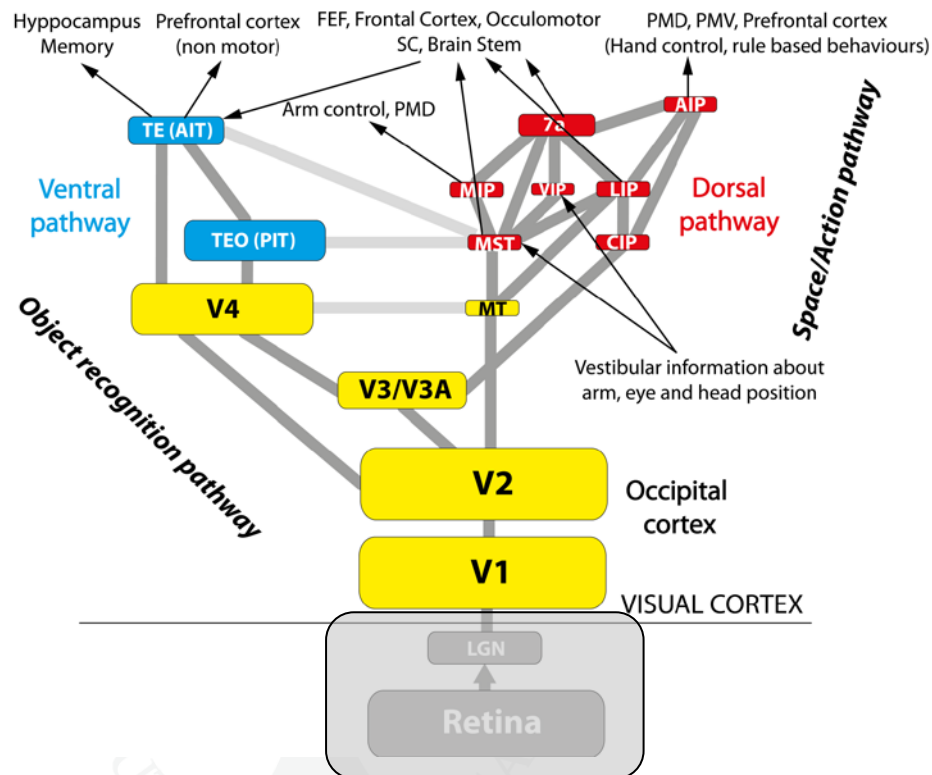 Hyppocampus
Memory
Prefrontal cortex
(non motor)
FEF, Frontal Cortex, Occulomotor
SC, Brain Stem
PMD, PMV, Prefrontal cortex
(Hand control, rule based behaviours)
TE (AIT)
Arm control, PMD
7a
AIP
Ventral
pathway
MIP
VIP
LIP
Dorsal
pathway
Space/Action pathway
TEO (PIT)
MST
CIP
V4
MT
Object recognition pathway
Vestibular information about
arm, eye and head position
V3/V3A
V2
Occipital
cortex
V1
VISUAL CORTEX
LGN
Retina